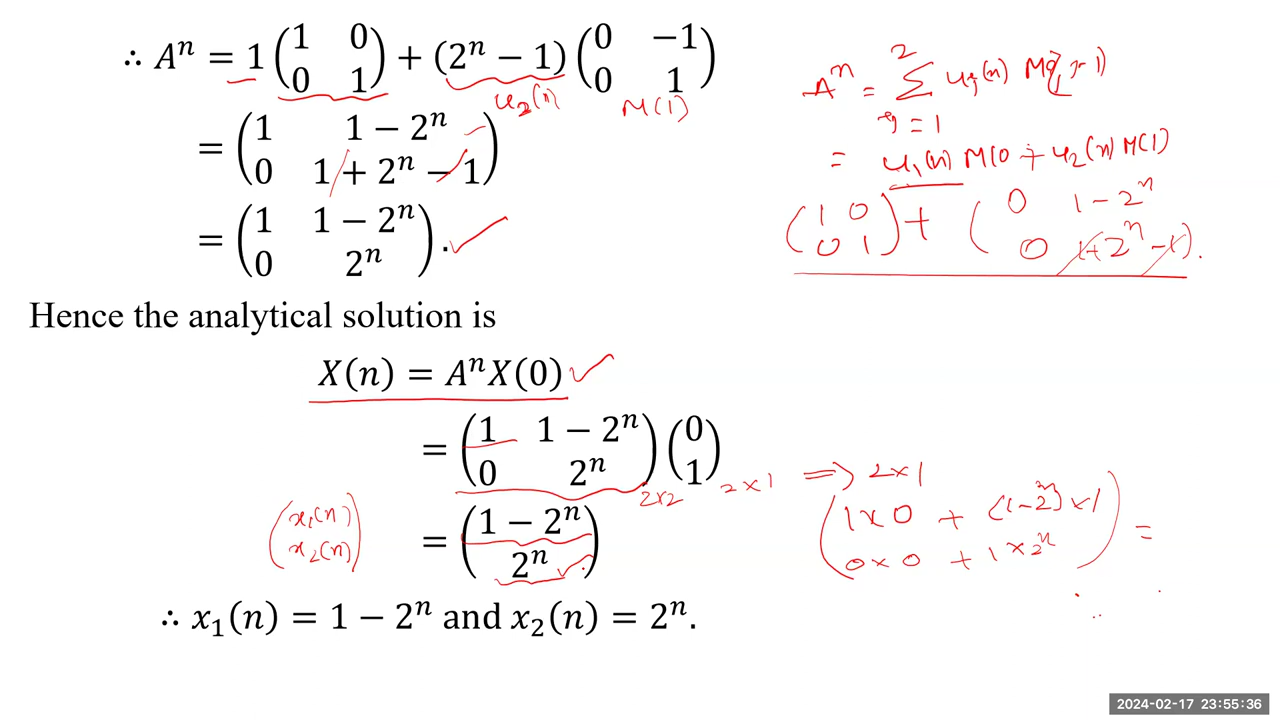 ∴ Aⁿ = 1 (1 0; 0 1) + (2ⁿ − 1) (0 −1; 0 1)
u₂(n) M(1)
= (1 1 − 2ⁿ; 0 1 + 2ⁿ − 1)
= (1 1 − 2ⁿ; 0 2ⁿ).
Hence the analytical solution is
X(n) = AⁿX(0)
= (1 1 − 2ⁿ; 0 2ⁿ) (0; 1)
2×2 2×1
(x₁(n); x₂(n)) = (1 − 2ⁿ; 2ⁿ)
∴ x₁(n) = 1 − 2ⁿ and x₂(n) = 2ⁿ.
Aⁿ = ∑
2
= 1
= u₁(n) M(0 + u₂(n) M(1)
(1 0; 0 1) + (0 1 − 2ⁿ; 0 1+2ⁿ−1).
⇒ 2×1
(1×0 + (1−2ⁿ)×1; 0×0 + 1×2ⁿ) =
2024-02-17 23:55:36